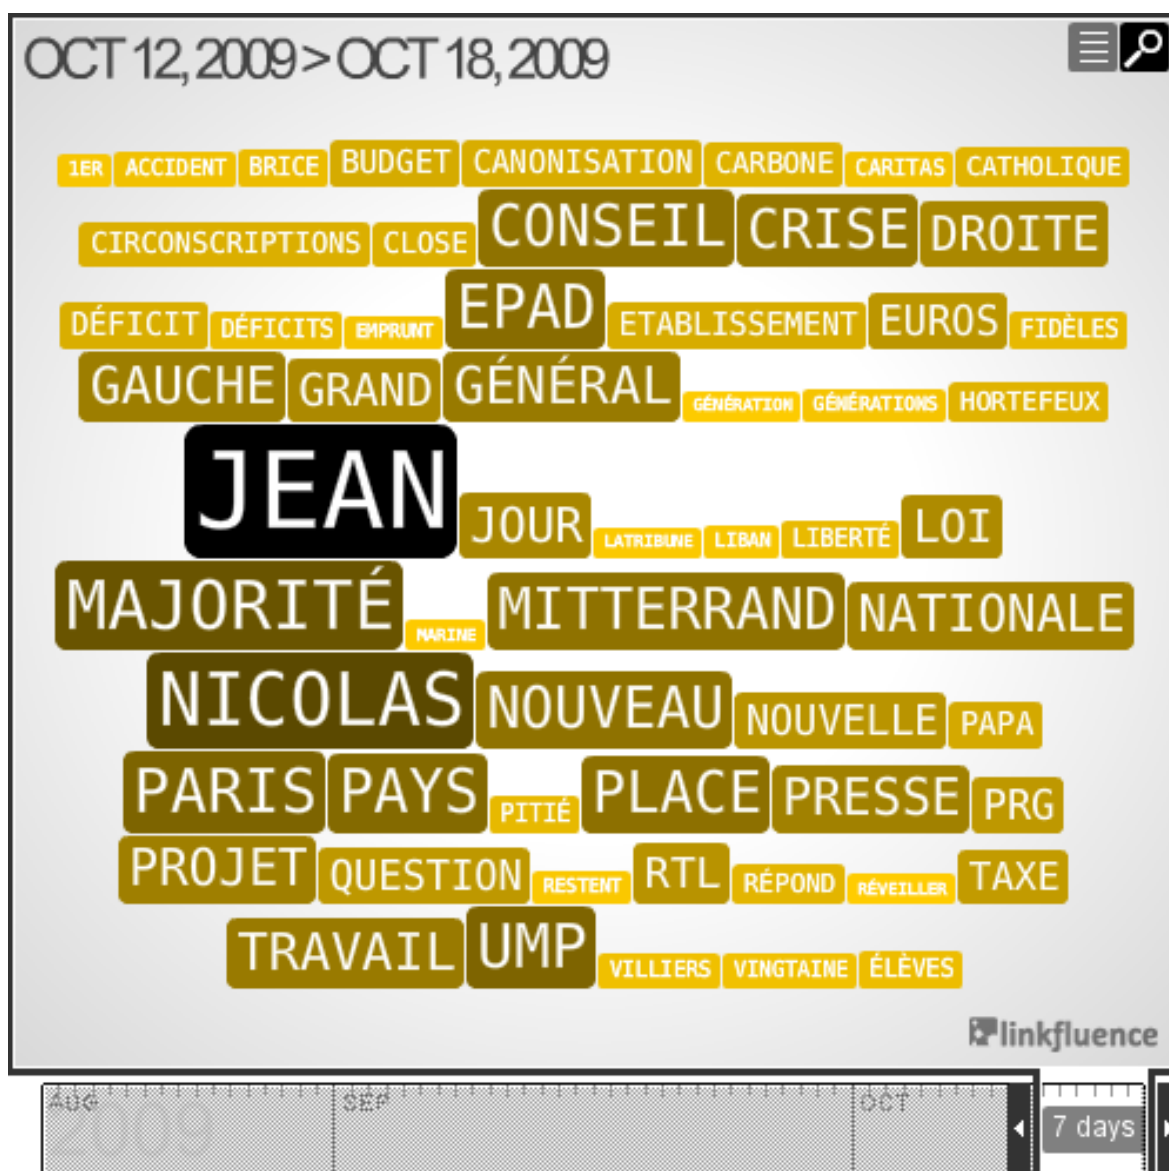 OCT 12, 2009 > OCT 18, 2009
1ER ACCIDENT BRICE BUDGET CANONISATION CARBONE CARITAS CATHOLIQUE
CIRCONSCRIPTIONS CLOSE CONSEIL CRISE DROITE
DÉFICIT DÉFICITS EMPRUNT EPAD ETABLISSEMENT EUROS FIDÈLES
GAUCHE GRAND GÉNÉRAL GÉNÉRATION GÉNÉRATIONS HORTEFEUX
JEAN JOUR LATRIBUNE LIBAN LIBERTÉ LOI
MAJORITÉ MARINE MITTERRAND NATIONALE
NICOLAS NOUVEAU NOUVELLE PAPA
PARIS PAYS PITIÉ PLACE PRESSE PRG
PROJET QUESTION RESTENT RTL RÉPOND RÉVEILLER TAXE
TRAVAIL UMP VILLIERS VINGTAINE ÉLÈVES
linkfluence
AUG SEP OCT
2009 7 days